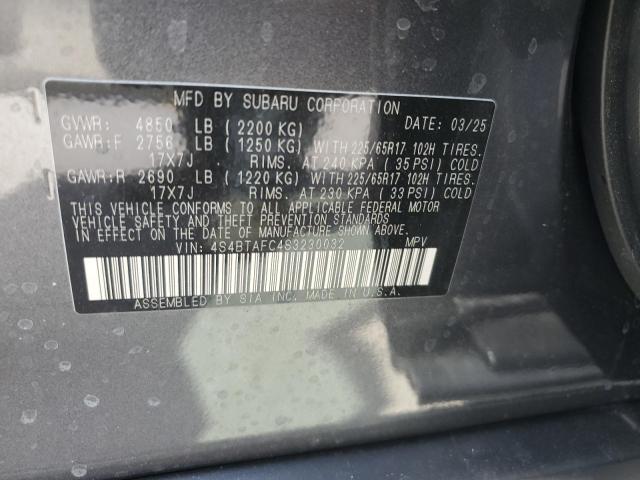 MFD BY SUBARU CORPORATION
GVWR: 4850 LB ( 2200 KG) DATE: 03/25
GAWR:F 2756 LB ( 1250 KG) WITH 225/65R17 102H TIRES.
17X7J RIMS. AT 240 KPA ( 35 PSI) COLD
GAWR:R 2690 LB ( 1220 KG) WITH 225/65R17 102H TIRES.
17X7J RIMS. AT 230 KPA ( 33 PSI) COLD
THIS VEHICLE CONFORMS TO ALL APPLICABLE FEDERAL MOTOR
VEHICLE SAFETY AND THEFT PREVENTION STANDARDS
IN EFFECT ON THE DATE OF MANUFACTURE SHOWN ABOVE.
VIN: 4S4BTAFC4S3230032 MPV
ASSEMBLED BY SIA INC. MADE IN U.S.A.